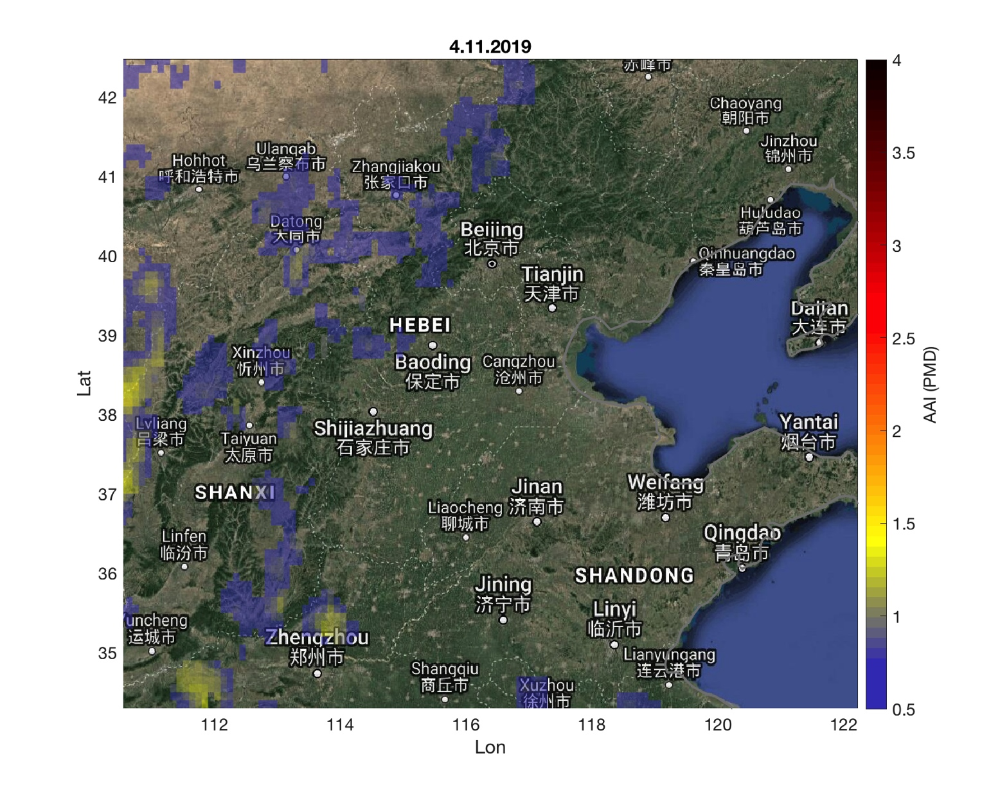 4.11.2019
赤峰市
42
Chaoyang
朝阳市
Jinzhou
锦州市
Ulanqab
乌兰察布市
Hohhot
呼和浩特市
Zhangjiakou
张家口市
41
Huludao
葫芦岛市
Datong
大同市
Beijing
北京市
40
Qinhuangdao
秦皇岛市
Tianjin
天津市
Dalian
大连市
HEBEI
39
Xinzhou
忻州市
Baoding
保定市
Cangzhou
沧州市
Lat
38
Lvliang
吕梁市
Taiyuan
太原市
Shijiazhuang
石家庄市
Yantai
烟台市
37
SHANXI
Jinan
济南市
Weifang
潍坊市
Liaocheng
聊城市
Linfen
临汾市
Qingdao
青岛市
36
SHANDONG
Jining
济宁市
Linyi
临沂市
uncheng
运城市
Zhengzhou
郑州市
35
Lianyungang
连云港市
Shangqiu
商丘市
Xuzhou
徐州市
112
114
116
118
120
122
Lon
4
3.5
3
2.5
2
1.5
1
0.5
AAI (PMD)